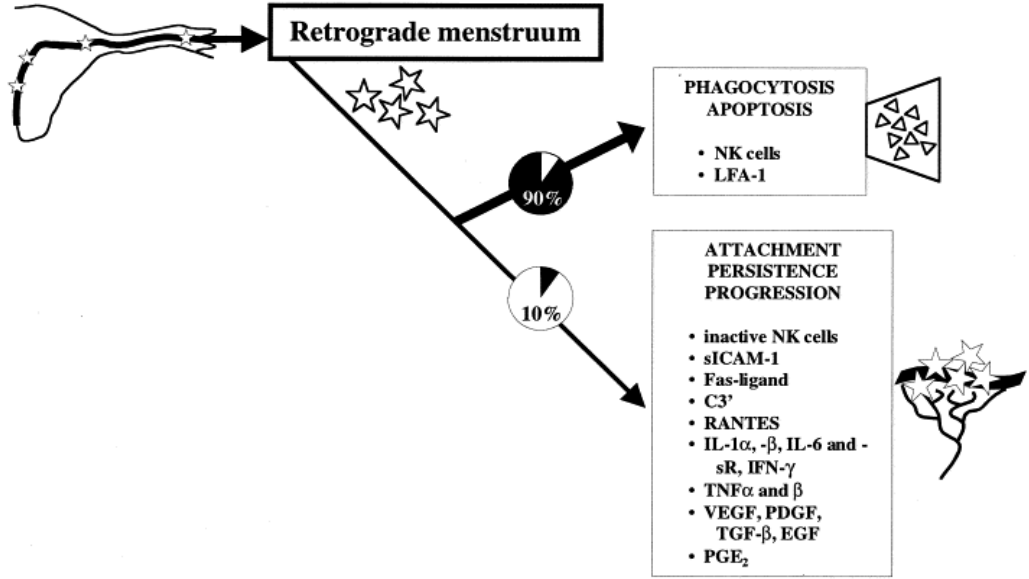 Retrograde menstruum
PHAGOCYTOSIS
APOPTOSIS
• NK cells
• LFA-1
90%
10%
ATTACHMENT
PERSISTENCE
PROGRESSION
• inactive NK cells
• sICAM-1
• Fas-ligand
• C3'
• RANTES
• IL-1α, -β, IL-6 and -
sR, IFN-γ
• TNFα and β
• VEGF, PDGF,
TGF-β, EGF
• PGE₂